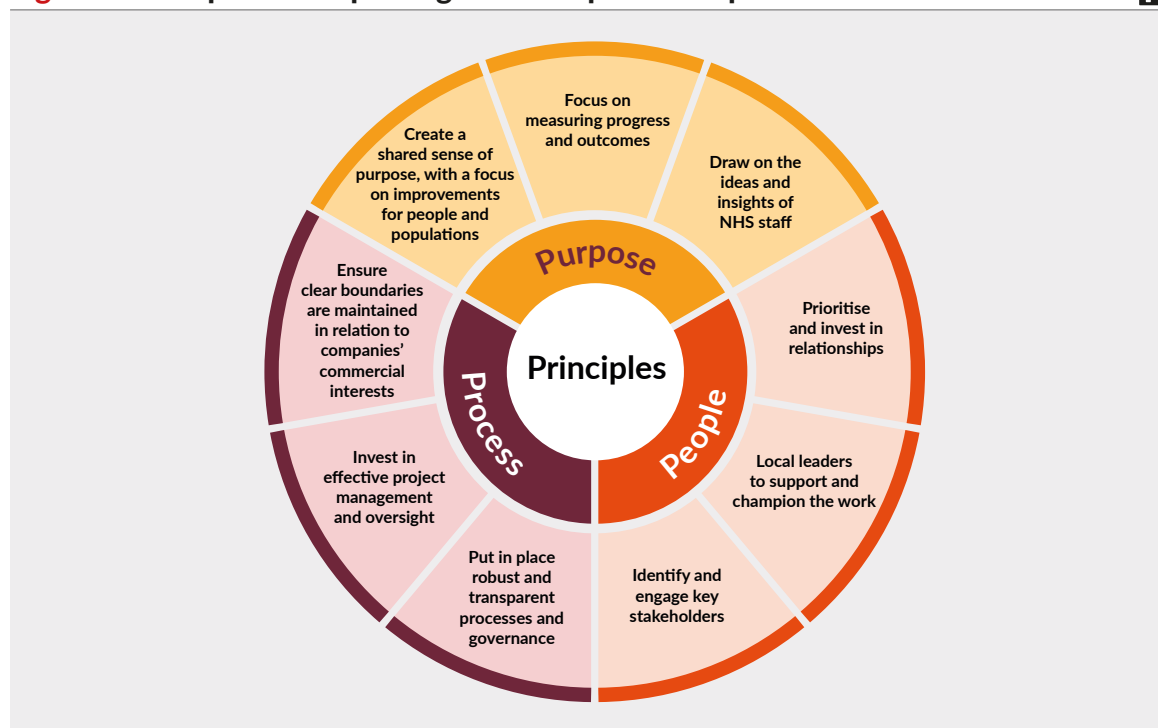 Focus on
measuring progress
and outcomes
Create a
shared sense of
purpose, with a focus
on improvements
for people and
populations
Draw on the
ideas and
insights of
NHS staff
Purpose
Ensure
clear boundaries
are maintained
in relation to
companies’
commercial
interests
Prioritise
and invest in
relationships
Principles
Process
People
Invest in
effective project
management
and oversight
Local leaders
to support and
champion the work
Put in place
robust and
transparent
processes and
governance
Identify and
engage key
stakeholders